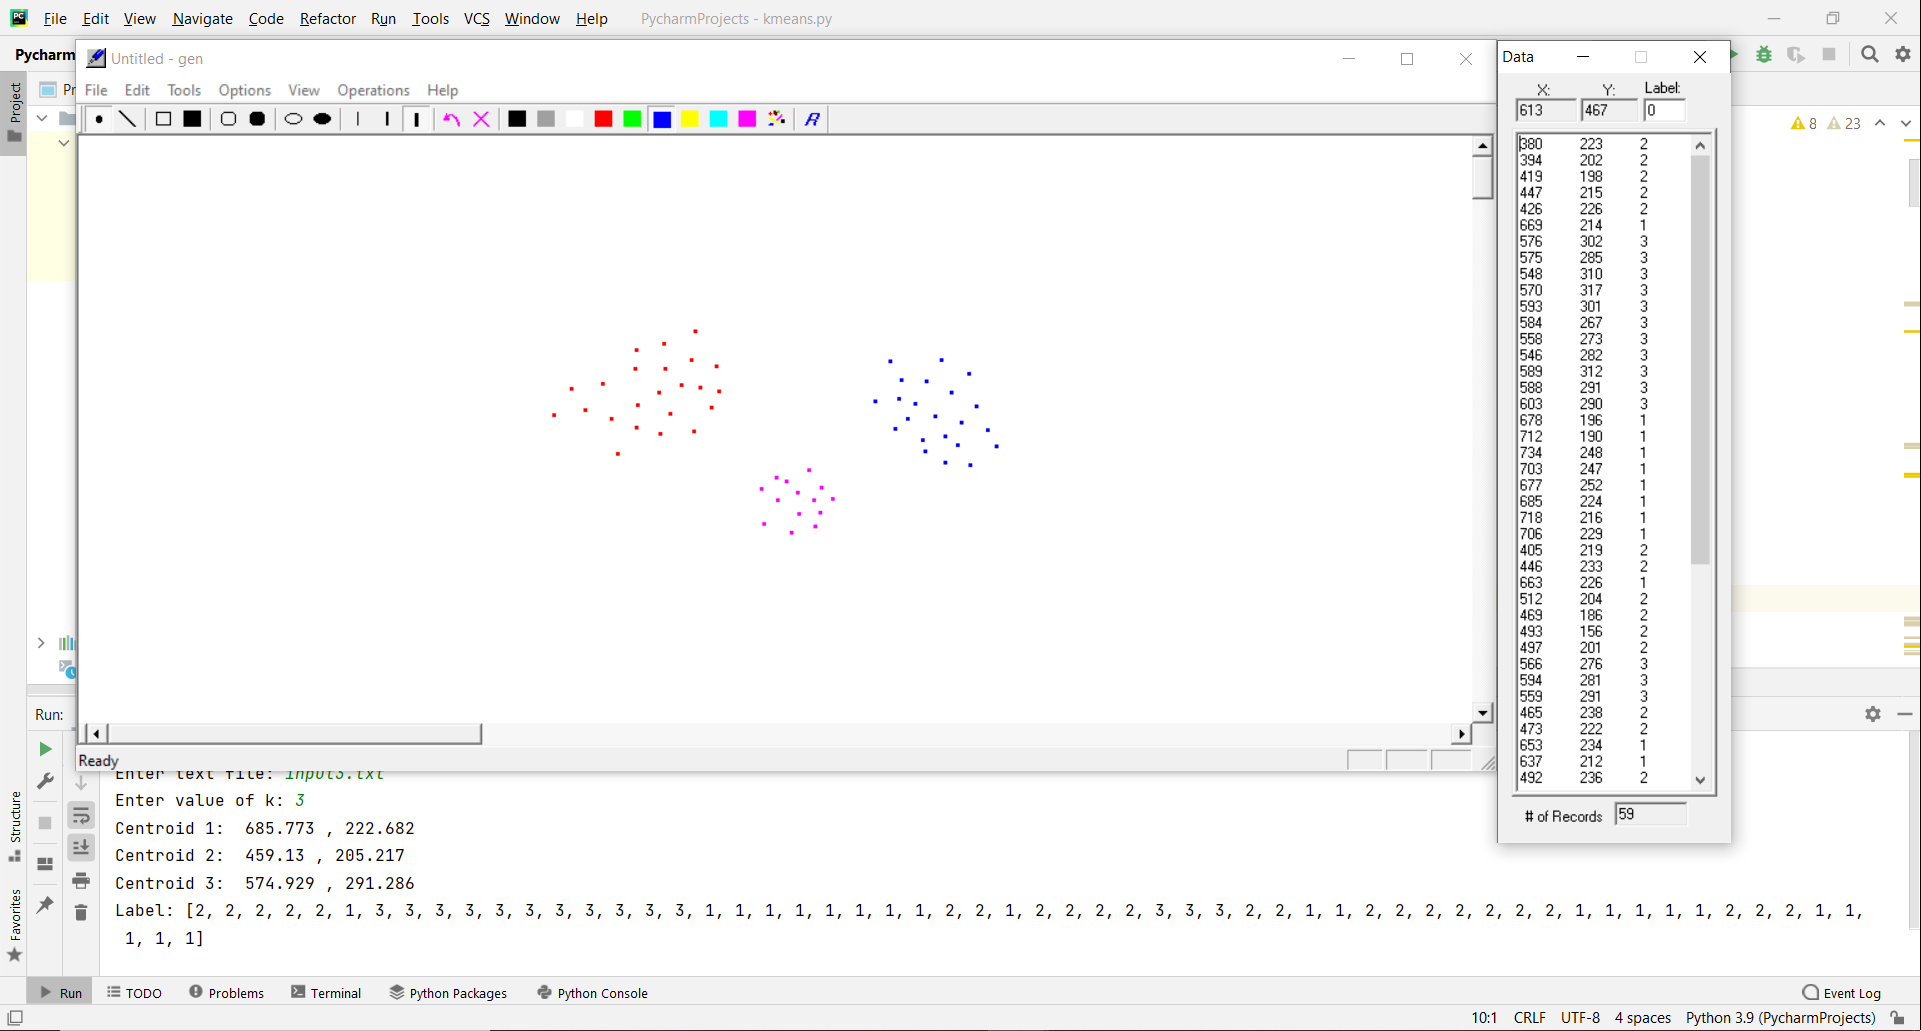 File Edit View Navigate Code Refactor Run Tools VCS Window Help PycharmProjects - kmeans.py
Pycharm
Untitled - gen
File Edit Tools Options View Operations Help
Project
8 23
Data
X: Y: Label:
613 467 0
380 223 2
394 202 2
419 198 2
447 215 2
426 226 2
669 214 1
576 302 3
575 285 3
548 310 3
570 317 3
593 301 3
584 267 3
558 273 3
546 282 3
589 312 3
588 291 3
603 290 3
678 196 1
712 190 1
734 248 1
703 247 1
677 252 1
685 224 1
718 216 1
706 229 1
405 219 2
446 233 2
663 226 1
512 204 2
469 186 2
493 156 2
497 201 2
566 276 3
594 281 3
559 291 3
465 238 2
473 222 2
653 234 1
637 212 1
492 236 2
# of Records 59
Ready
Run:
Structure
Favorites
Enter text file: input3.txt
Enter value of k: 3
Centroid 1: 685.773 , 222.682
Centroid 2: 459.13 , 205.217
Centroid 3: 574.929 , 291.286
Label: [2, 2, 2, 2, 2, 1, 3, 3, 3, 3, 3, 3, 3, 3, 3, 3, 3, 1, 1, 1, 1, 1, 1, 1, 1, 2, 2, 1, 2, 2, 2, 2, 3, 3, 3, 2, 2, 1, 1, 2, 2, 2, 2, 2, 2, 2, 1, 1, 1, 1, 1, 2, 2, 2, 1, 1,
1, 1, 1]
Run TODO Problems Terminal Python Packages Python Console Event Log
10:1 CRLF UTF-8 4 spaces Python 3.9 (PycharmProjects)